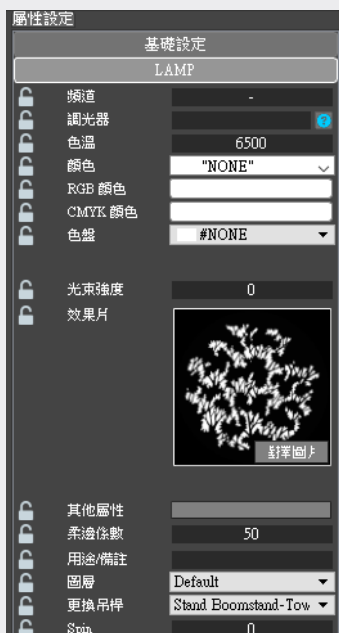 屬性設定
基礎設定
LAMP
頻道 -
調光器 ?
色溫 6500
顏色 "NONE"
RGB 顏色
CMYK 顏色
色盤 #NONE
光束強度 0
效果片
選擇圖片
其他屬性
柔邊係數 50
用途/備註
圖層 Default
更換吊桿 Stand Boomstand-Tow
Spin 0